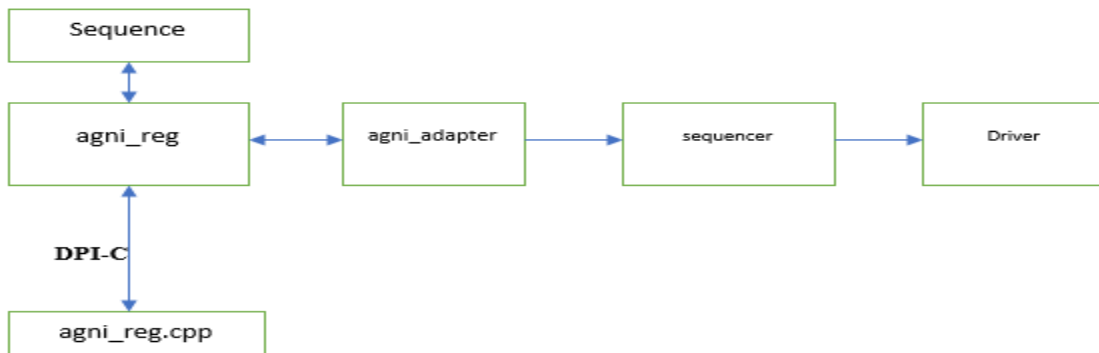 Sequence
agni_reg
agni_adapter
sequencer
Driver
DPI-C
agni_reg.cpp